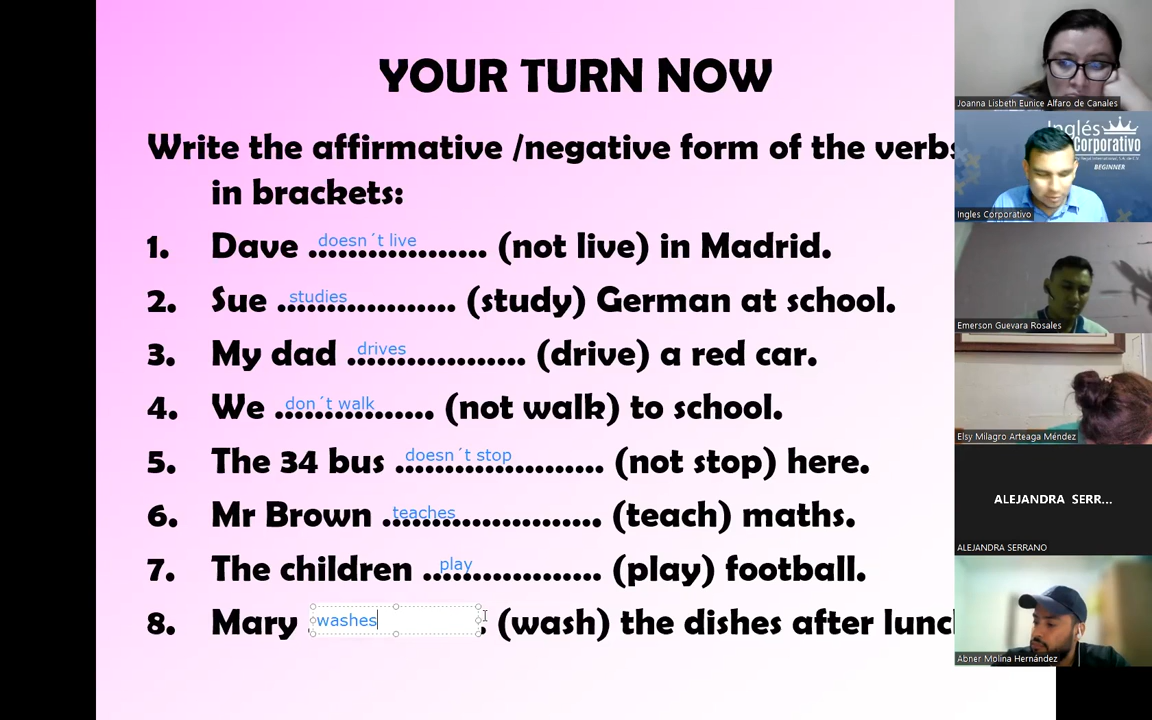 YOUR TURN NOW
Write the affirmative /negative form of the verbs
in brackets:
1. Dave doesn´t live .................. (not live) in Madrid.
2. Sue studies .................. (study) German at school.
3. My dad drives .................. (drive) a red car.
4. We don´t walk ................ (not walk) to school.
5. The 34 bus doesn´t stop ..................... (not stop) here.
6. Mr Brown teaches ...................... (teach) maths.
7. The children play .................. (play) football.
8. Mary washes . (wash) the dishes after lunch
Joanna Lisbeth Eunice Alfaro de Canales
Inglés
Corporativo
BEGINNER
Ingles Corporativo
Emerson Guevara Rosales
Elsy Milagro Arteaga Méndez
ALEJANDRA SERR...
ALEJANDRA SERRANO
Abner Molina Hernández